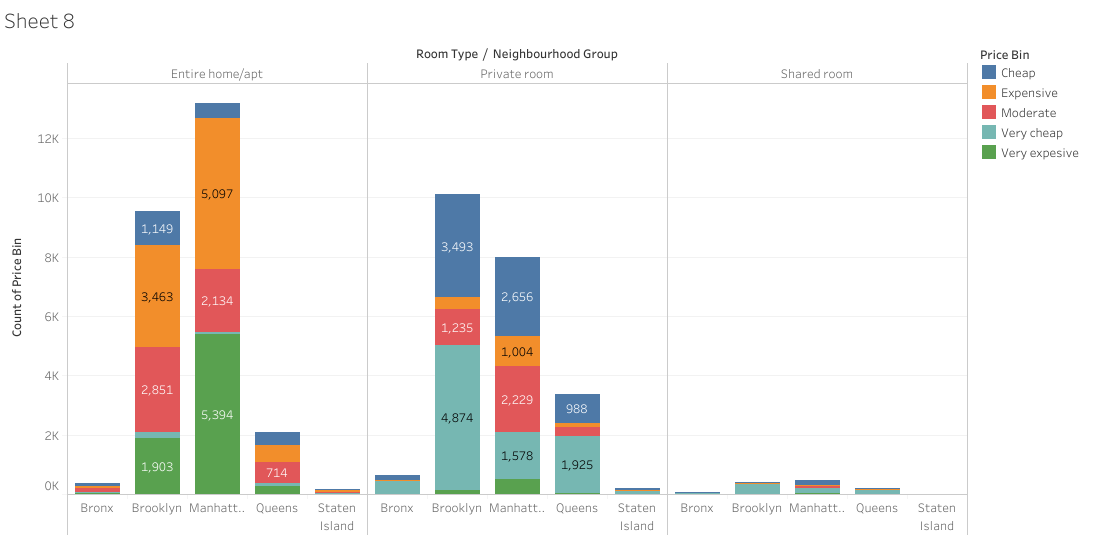 Sheet 8
Room Type / Neighbourhood Group
Entire home/apt
Private room
Shared room
Price Bin
Cheap
Expensive
Moderate
Very cheap
Very expesive
Count of Price Bin
12K
10K
8K
6K
4K
2K
0K
1,149
3,463
2,851
1,903
5,097
2,134
5,394
714
3,493
1,235
4,874
2,656
1,004
2,229
1,578
988
1,925
Bronx Brooklyn Manhatt.. Queens Staten Island
Bronx Brooklyn Manhatt.. Queens Staten Island
Bronx Brooklyn Manhatt.. Queens Staten Island